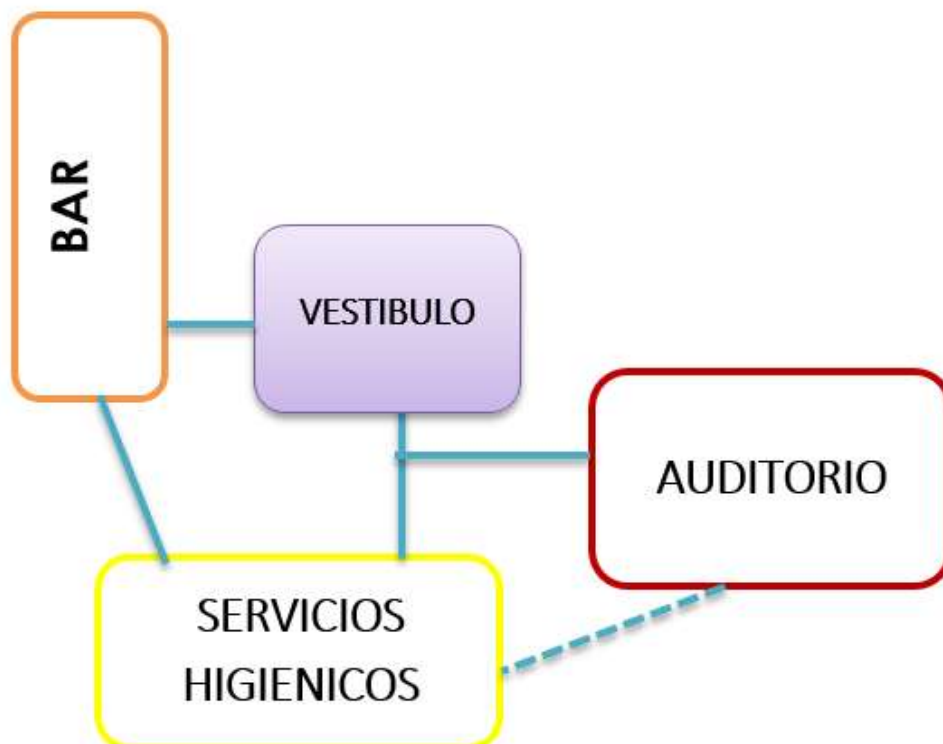 BAR
VESTIBULO
AUDITORIO
SERVICIOS
HIGIENICOS